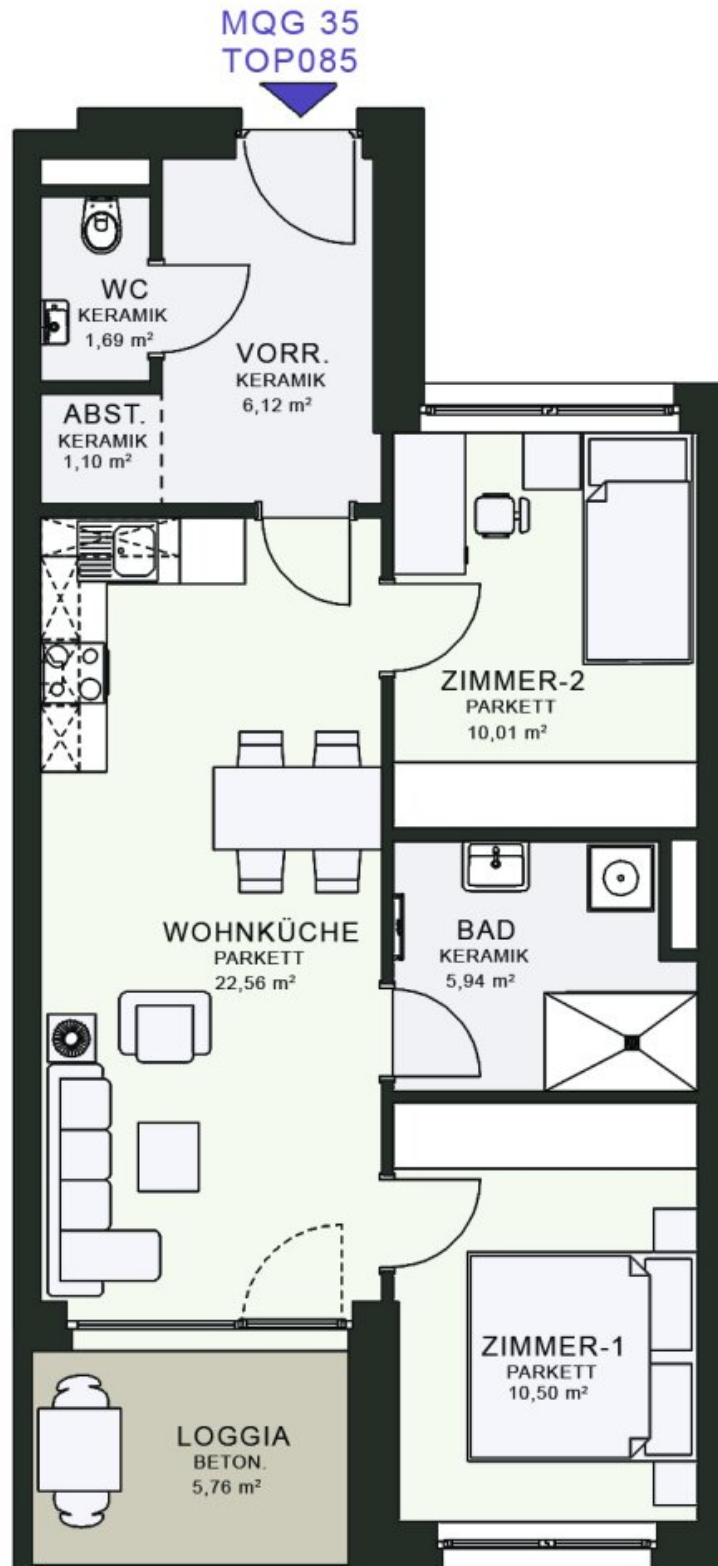 MQG 35
TOP085
WC
KERAMIK
1,69 m²
VORR.
KERAMIK
6,12 m²
ABST.
KERAMIK
1,10 m²
ZIMMER-2
PARKETT
10,01 m²
WOHNKÜCHE
PARKETT
22,56 m²
BAD
KERAMIK
5,94 m²
ZIMMER-1
PARKETT
10,50 m²
LOGGIA
BETON.
5,76 m²